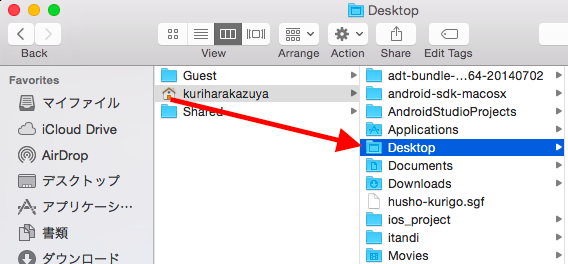 Desktop
Back
View
Arrange
Action
Share
Edit Tags
Favorites
マイファイル
iCloud Drive
AirDrop
デスクトップ
アプリケーシ…
書類
ダウンロード
Guest
kuriharakazuya
Shared
adt-bundle-...64-20140702
android-sdk-macosx
AndroidStudioProjects
Applications
Desktop
Documents
Downloads
husho-kurigo.sgf
ios_project
itandi
Movies